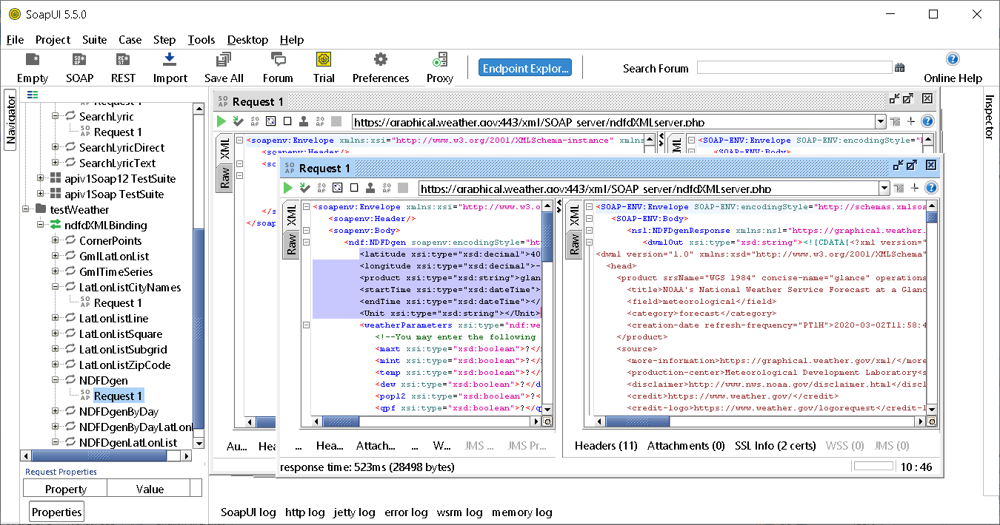 SoapUI 5.5.0
File Project Suite Case Step Tools Desktop Help
Empty SOAP REST Import Save All Forum Trial Preferences Proxy Endpoint Explor... Search Forum Online Help
Navigator
Inspector
Request 1
SearchLyric
Request 1
SearchLyricDirect
SearchLyricText
apiv1Soap12 TestSuite
apiv1Soap TestSuite
testWeather
ndfdXMLBinding
CornerPoints
GmlLatLonList
GmlTimeSeries
LatLonListCityNames
Request 1
LatLonListLine
LatLonListSquare
LatLonListSubgrid
LatLonListZipCode
NDFDgen
Request 1
NDFDgenByDay
NDFDgenByDayLatLonl
NDFDgenLatLonList
Request Properties
Property Value
Properties
Request 1
https://graphical.weather.gov:443/xml/SOAP_server/ndfdXMLserver.php
XML
Raw
<soapenv:Envelope xmlns:xsi="http://www.w3.org/2001/XMLSchema-instance" xmlns
<soapenv:Header/>
<so
</s
</soap
XML
<SOAP-ENV:Envelope SOAP-ENV:encodingStyle="
<SOAP-ENV:Body>
Au... Hea
Request 1
https://graphical.weather.gov:443/xml/SOAP_server/ndfdXMLserver.php
XML
Raw
<soapenv:Envelope xmlns:xsi="http://www.w3.o
<soapenv:Header/>
<soapenv:Body>
<ndf:NDFDgen soapenv:encodingStyle="ht
<latitude xsi:type="xsd:decimal">40
<longitude xsi:type="xsd:decimal">-
<product xsi:type="xsd:string">glan
<startTime xsi:type="xsd:dateTime">
<endTime xsi:type="xsd:dateTime"></
<Unit xsi:type="xsd:string"></Unit>
<weatherParameters xsi:type="ndf:we
<!--You may enter the following
<maxt xsi:type="xsd:boolean">?</
<mint xsi:type="xsd:boolean">?</
<temp xsi:type="xsd:boolean">?</
<dew xsi:type="xsd:boolean">?</d
<pop12 xsi:type="xsd:boolean">?<
<qpf xsi:type="xsd:boolean">?</q
... Hea... Attach... ... W... JMS ... JMS Pr...
XML
Raw
<SOAP-ENV:Envelope SOAP-ENV:encodingStyle="http://schemas.xmlsoa
<SOAP-ENV:Body>
<ns1:NDFDgenResponse xmlns:ns1="https://graphical.weather.
<dwmlOut xsi:type="xsd:string"><![CDATA[<?xml version=
<dwml version="1.0" xmlns:xsd="http://www.w3.org/2001/XMLSchema"
<head>
<product srsName="WGS 1984" concise-name="glance" operationa
<title>NOAA's National Weather Service Forecast at a Glanc
<field>meteorological</field>
<category>forecast</category>
<creation-date refresh-frequency="PT1H">2020-03-02T11:58:4
</product>
<source>
<more-information>https://graphical.weather.gov/xml/</more
<production-center>Meteorological Development Laboratory<s
<disclaimer>http://www.nws.noaa.gov/disclaimer.html</discl
<credit>https://www.weather.gov/</credit>
<credit-logo>https://www.weather.gov/logorequest</credit-l
Headers (11) Attachments (0) SSL Info (2 certs) WSS (0) JMS (0)
response time: 523ms (28498 bytes)
10 : 46
SoapUI log http log jetty log error log wsrm log memory log